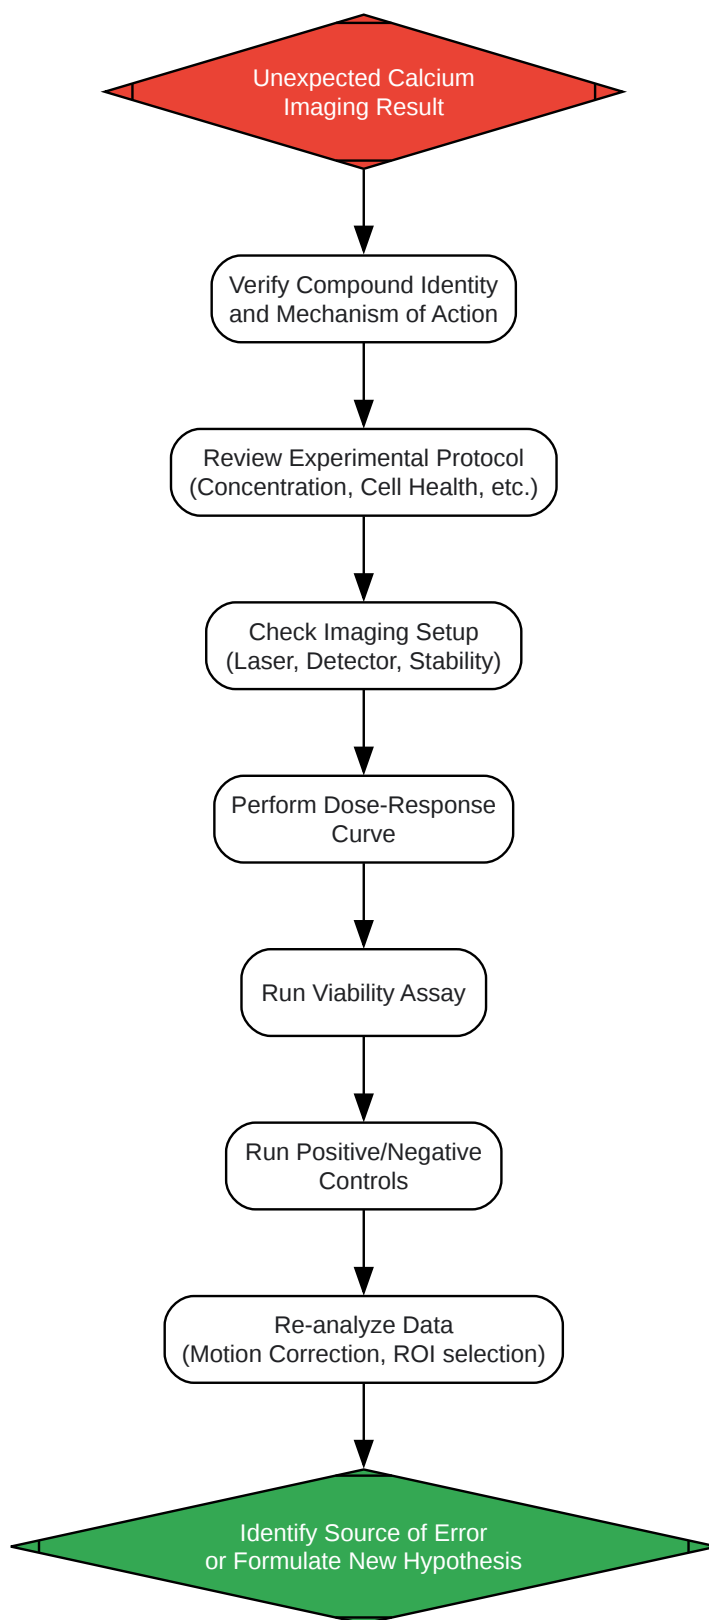 Unexpected Calcium
Imaging Result
Verify Compound Identity
and Mechanism of Action
Review Experimental Protocol
(Concentration, Cell Health, etc.)
Check Imaging Setup
(Laser, Detector, Stability)
Perform Dose-Response
Curve
Run Viability Assay
Run Positive/Negative
Controls
Re-analyze Data
(Motion Correction, ROI selection)
Identify Source of Error
or Formulate New Hypothesis